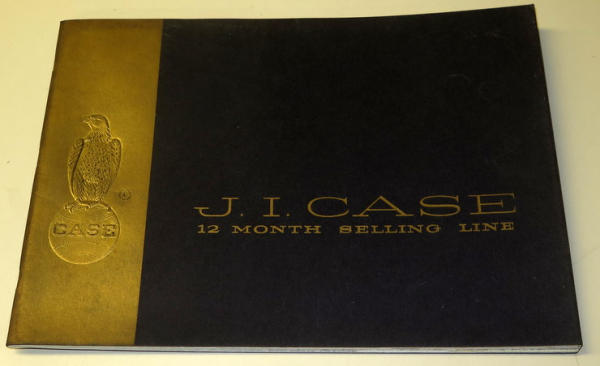 CASE
®
J. I. CASE
12 MONTH SELLING LINE